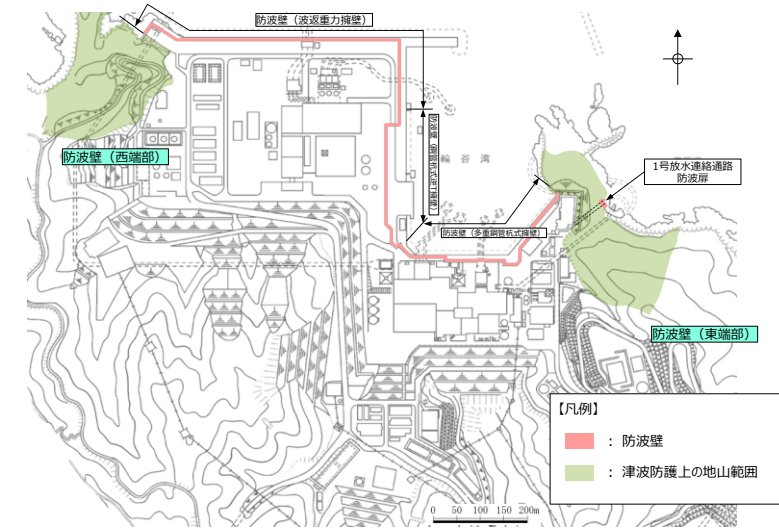 防波壁（波返重力擁壁）
防波壁（西端部）
防波壁（鋼管杭式逆T擁壁）
輪谷湾
1号放水連絡通路
防波扉
防波壁（多重鋼管杭式擁壁）
防波壁（東端部）
【凡例】
：防波壁
：津波防護上の地山範囲
0 50 100 150 200m